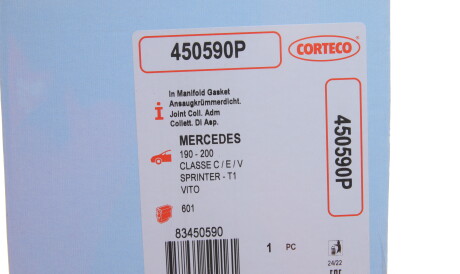 450590P
CORTECO
In Manifold Gasket
Ansaugkrümmerdicht.
Joint Coll. Adm
Collett. Di Asp.
MERCEDES
190 - 200
CLASSE C / E / V
SPRINTER - T1
VITO
601
83450590
1 PC
24/22
450590P